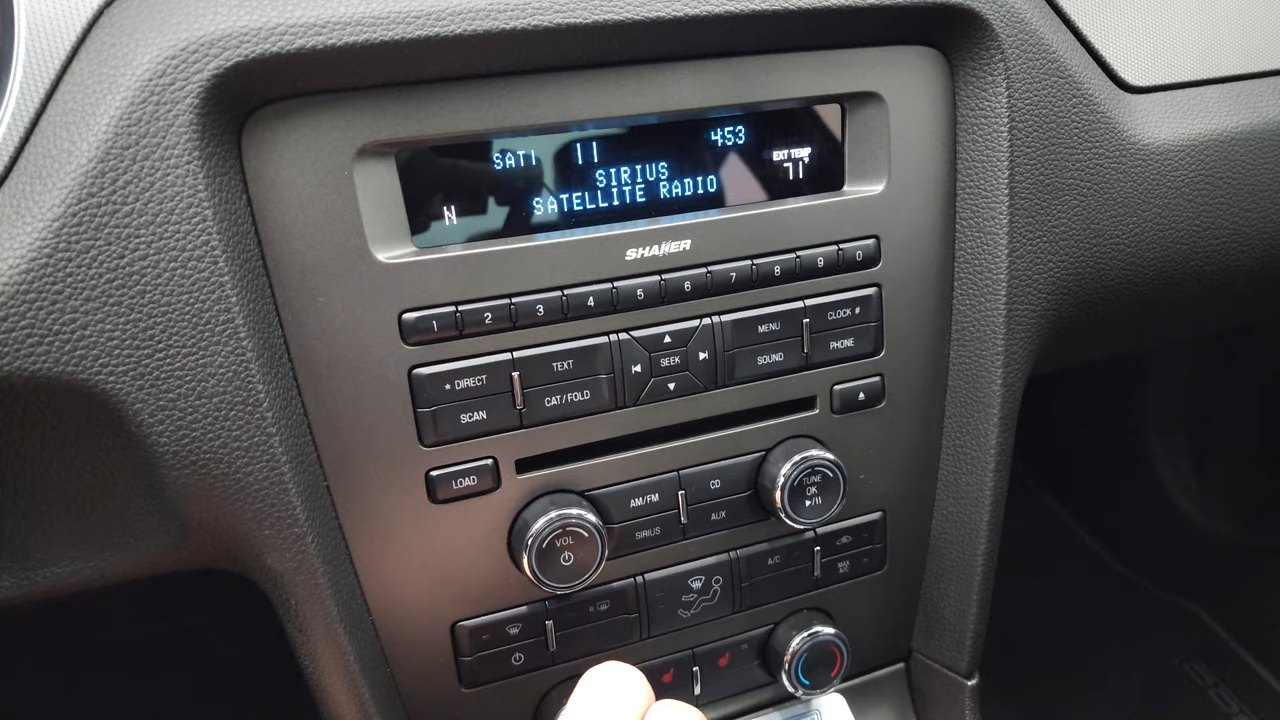 SAT1 11 453
SIRIUS EXT TEMP
SATELLITE RADIO 71°
N
SHAKER
1 2 3 4 5 6 7 8 9 0
* DIRECT TEXT SEEK MENU CLOCK #
SCAN CAT/FOLD SOUND PHONE
LOAD
AM/FM CD TUNE
OK
SIRIUS AUX
VOL
A/C MAX
A/C
R